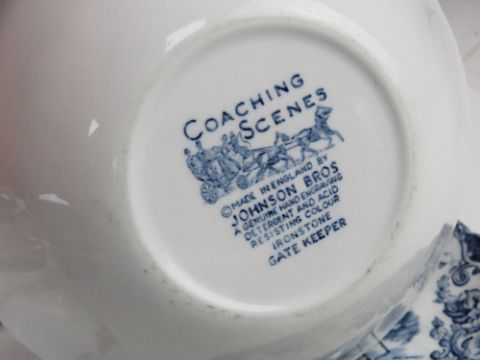 COACHING
SCENES
© MADE IN ENGLAND BY
JOHNSON BROS
A GENUINE HAND ENGRAVING
DETERGENT AND ACID
RESISTING COLOUR
IRONSTONE
GATE KEEPER